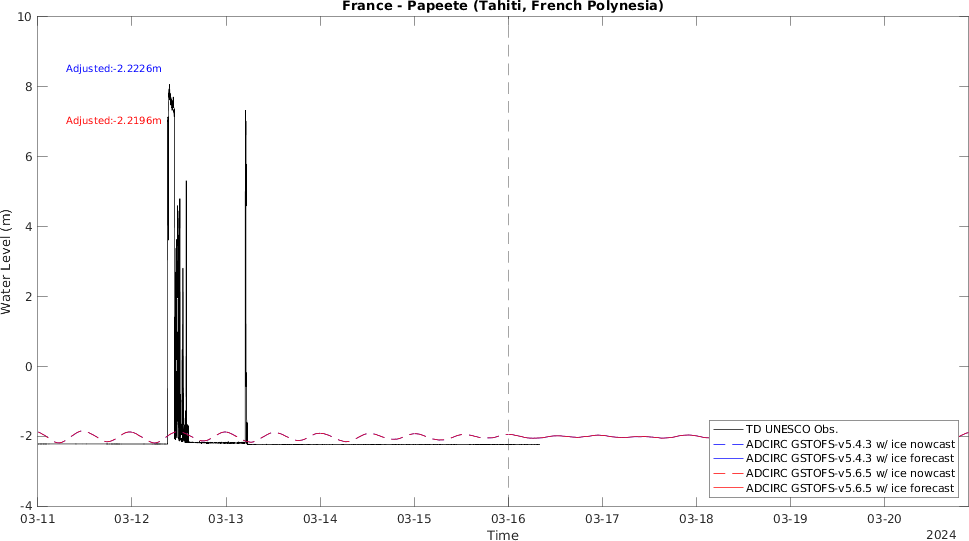 France - Papeete (Tahiti, French Polynesia)
10
8
6
4
2
0
-2
-4
Water Level (m)
Adjusted:-2.2226m
Adjusted:-2.2196m
TD UNESCO Obs.
ADCIRC GSTOFS-v5.4.3 w/ ice nowcast
ADCIRC GSTOFS-v5.4.3 w/ ice forecast
ADCIRC GSTOFS-v5.6.5 w/ ice nowcast
ADCIRC GSTOFS-v5.6.5 w/ ice forecast
03-11 03-12 03-13 03-14 03-15 03-16 03-17 03-18 03-19 03-20
Time
2024